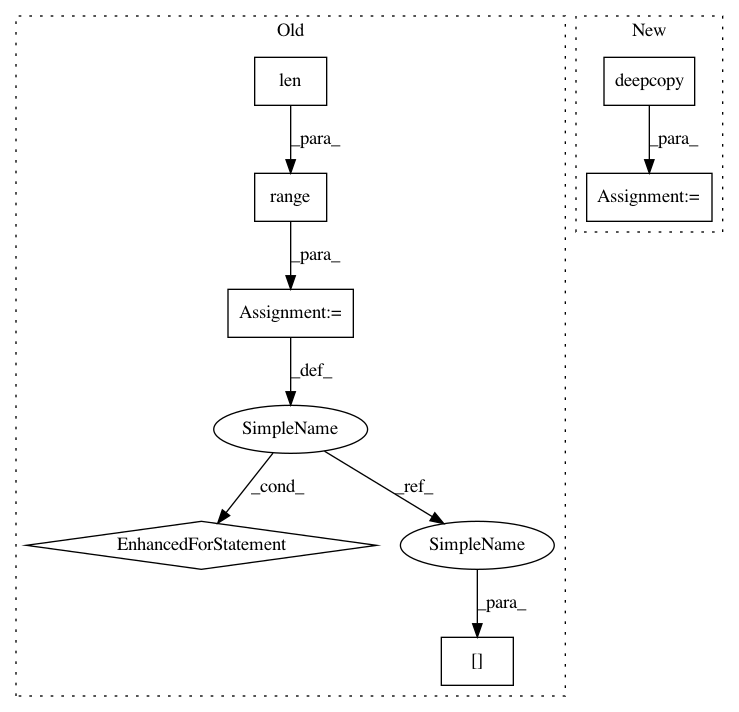 Old
New
len
deepcopy
_para_
_para_
range
Assignment:=
_para_
Assignment:=
_def_
SimpleName
_cond_
_ref_
EnhancedForStatement
SimpleName
_para_
[]